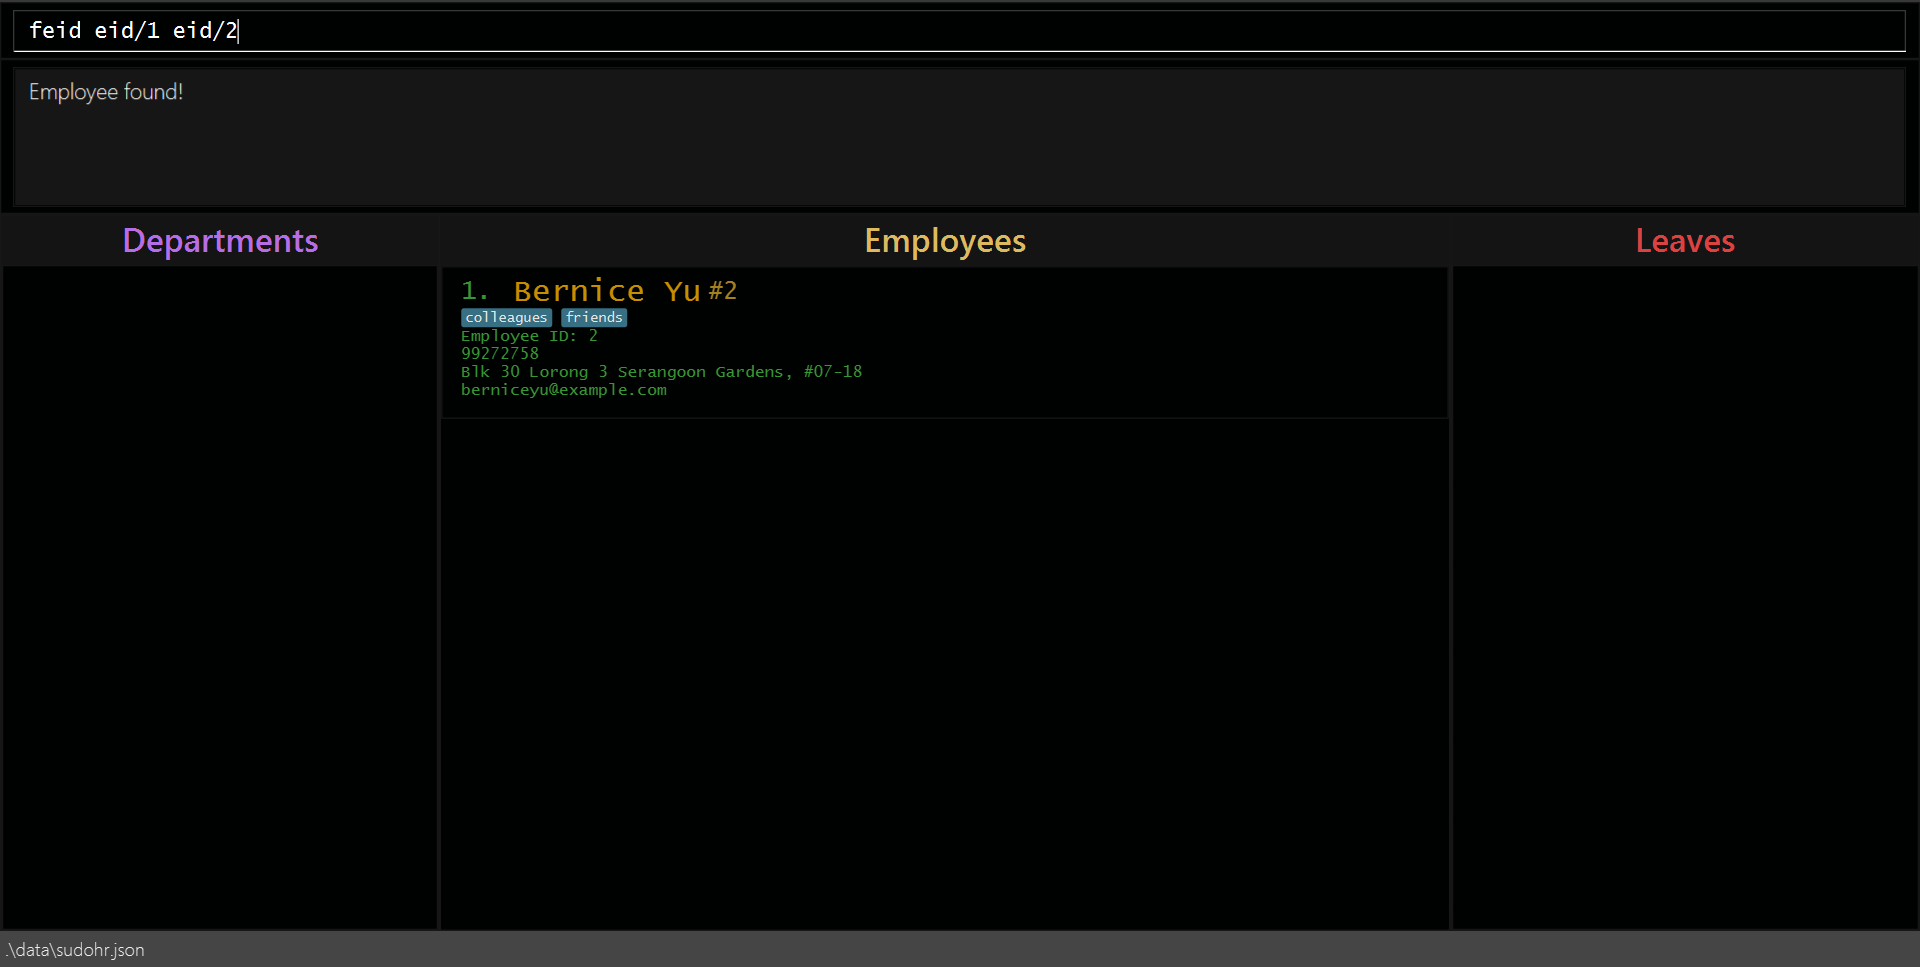 feid eid/1 eid/2
Employee found!
Departments
Employees
Leaves
1. Bernice Yu #2
colleagues friends
Employee ID: 2
99272758
Blk 30 Lorong 3 Serangoon Gardens, #07-18
berniceyu@example.com
.\data\sudohr.json